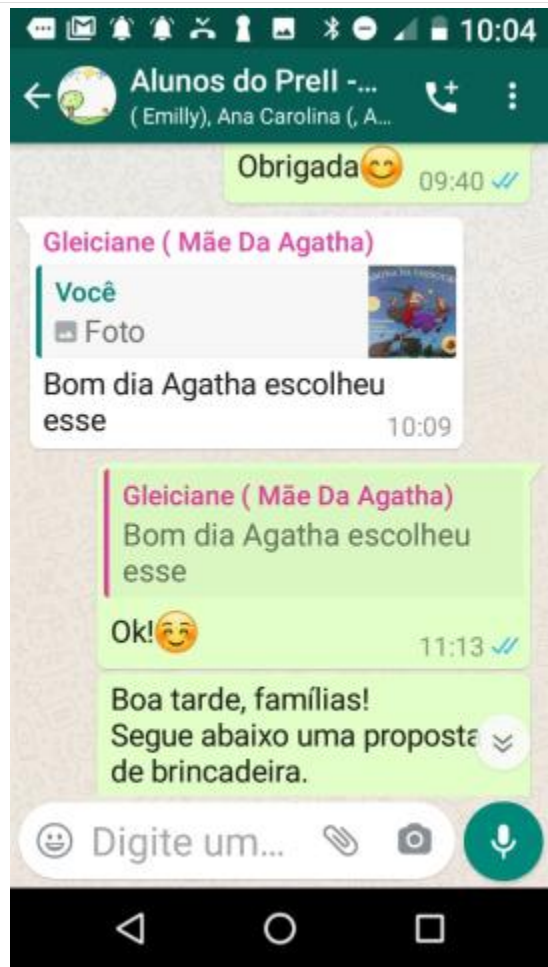 10:04
Alunos do PreII -...
( Emilly), Ana Carolina (, A...
Obrigada😊
09:40
Gleiciane ( Mãe Da Agatha)
Você
Foto
Bom dia Agatha escolheu
esse
10:09
Gleiciane ( Mãe Da Agatha)
Bom dia Agatha escolheu
esse
Ok!☺️
11:13
Boa tarde, famílias!
Segue abaixo uma proposta
de brincadeira.
Digite um...